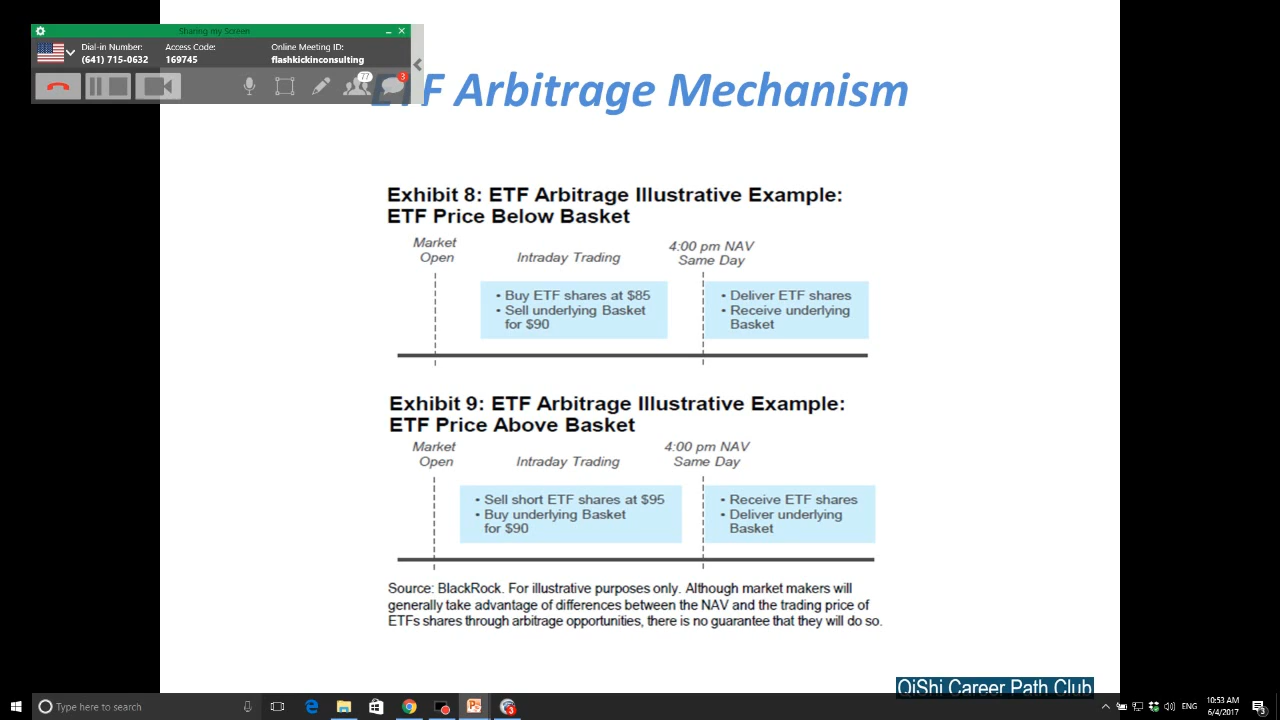 Sharing my Screen
Dial-in Number: Access Code: Online Meeting ID:
(641) 715-0632 169745 flashkickinconsulting
77
3
ETF Arbitrage Mechanism
Exhibit 8: ETF Arbitrage Illustrative Example:
ETF Price Below Basket
Market
Open
Intraday Trading
4:00 pm NAV
Same Day
• Buy ETF shares at $85
• Sell underlying Basket
for $90
• Deliver ETF shares
• Receive underlying
Basket
Exhibit 9: ETF Arbitrage Illustrative Example:
ETF Price Above Basket
Market
Open
Intraday Trading
4:00 pm NAV
Same Day
• Sell short ETF shares at $95
• Buy underlying Basket
for $90
• Receive ETF shares
• Deliver underlying
Basket
Source: BlackRock. For illustrative purposes only. Although market makers will
generally take advantage of differences between the NAV and the trading price of
ETFs shares through arbitrage opportunities, there is no guarantee that they will do so.
QiShi Career Path Club
Type here to search
3
ENG
10:53 AM
6/4/2017
3